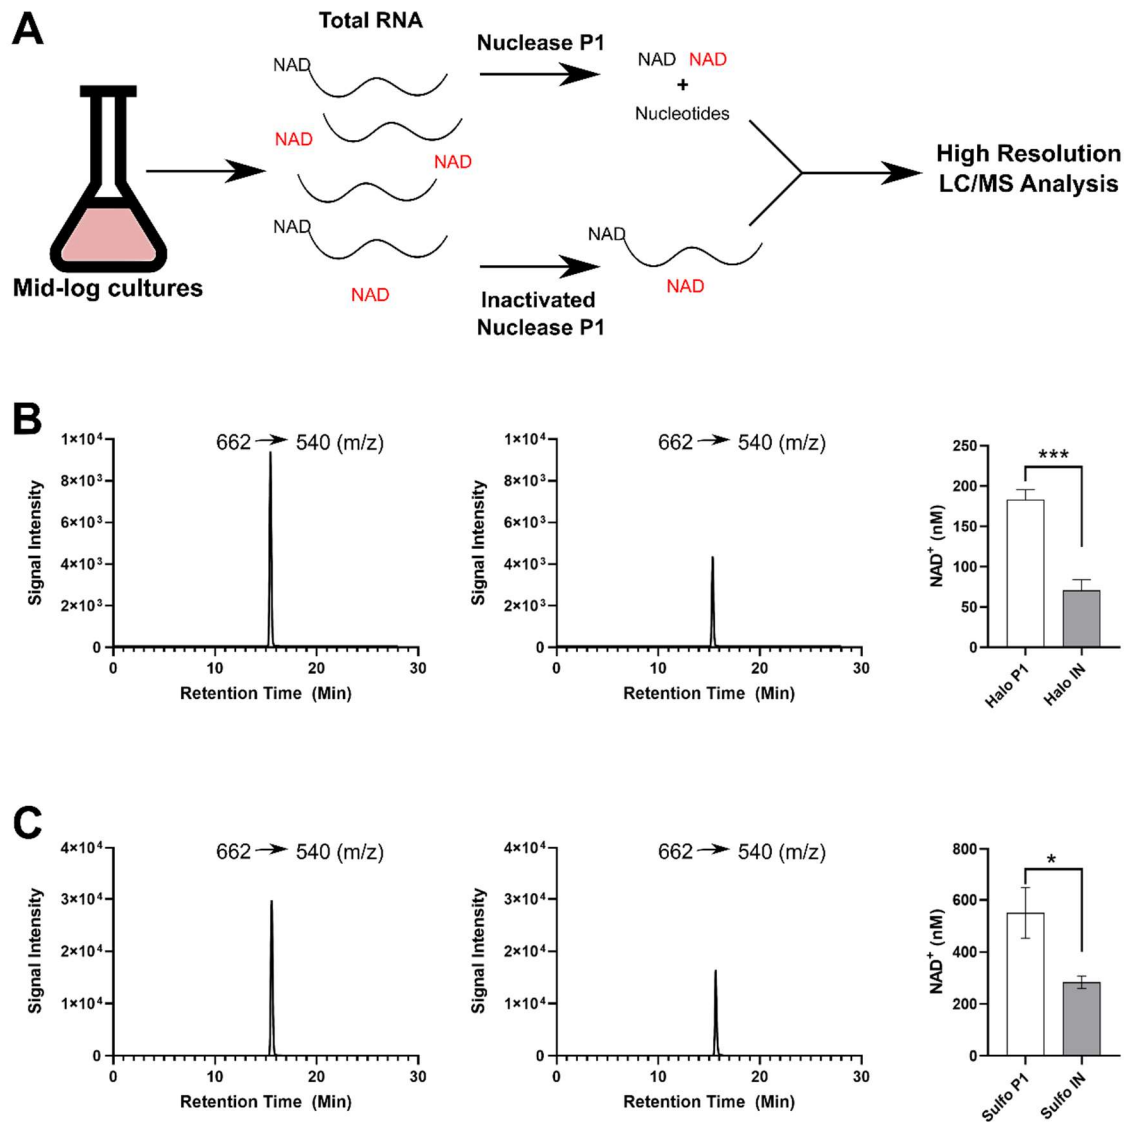 A
Total RNA
NAD
NAD
NAD
NAD
NAD
Mid-log cultures
Nuclease P1
Inactivated
Nuclease P1
NAD NAD
+
Nucleotides
NAD
NAD
High Resolution
LC/MS Analysis
B
662 → 540 (m/z)
Signal Intensity
1×10⁴
8×10³
6×10³
4×10³
2×10³
0
0 10 20 30
Retention Time (Min)
662 → 540 (m/z)
Signal Intensity
1×10⁴
8×10³
6×10³
4×10³
2×10³
0
0 10 20 30
Retention Time (Min)
***
NAD⁺ (nM)
250
200
150
100
50
0
Halo P1
Halo IN
C
662 → 540 (m/z)
Signal Intensity
4×10⁴
3×10⁴
2×10⁴
1×10⁴
0
0 10 20 30
Retention Time (Min)
662 → 540 (m/z)
Signal Intensity
4×10⁴
3×10⁴
2×10⁴
1×10⁴
0
0 10 20 30
Retention Time (Min)
*
NAD⁺ (nM)
800
600
400
200
0
Sulfo P1
Sulfo IN